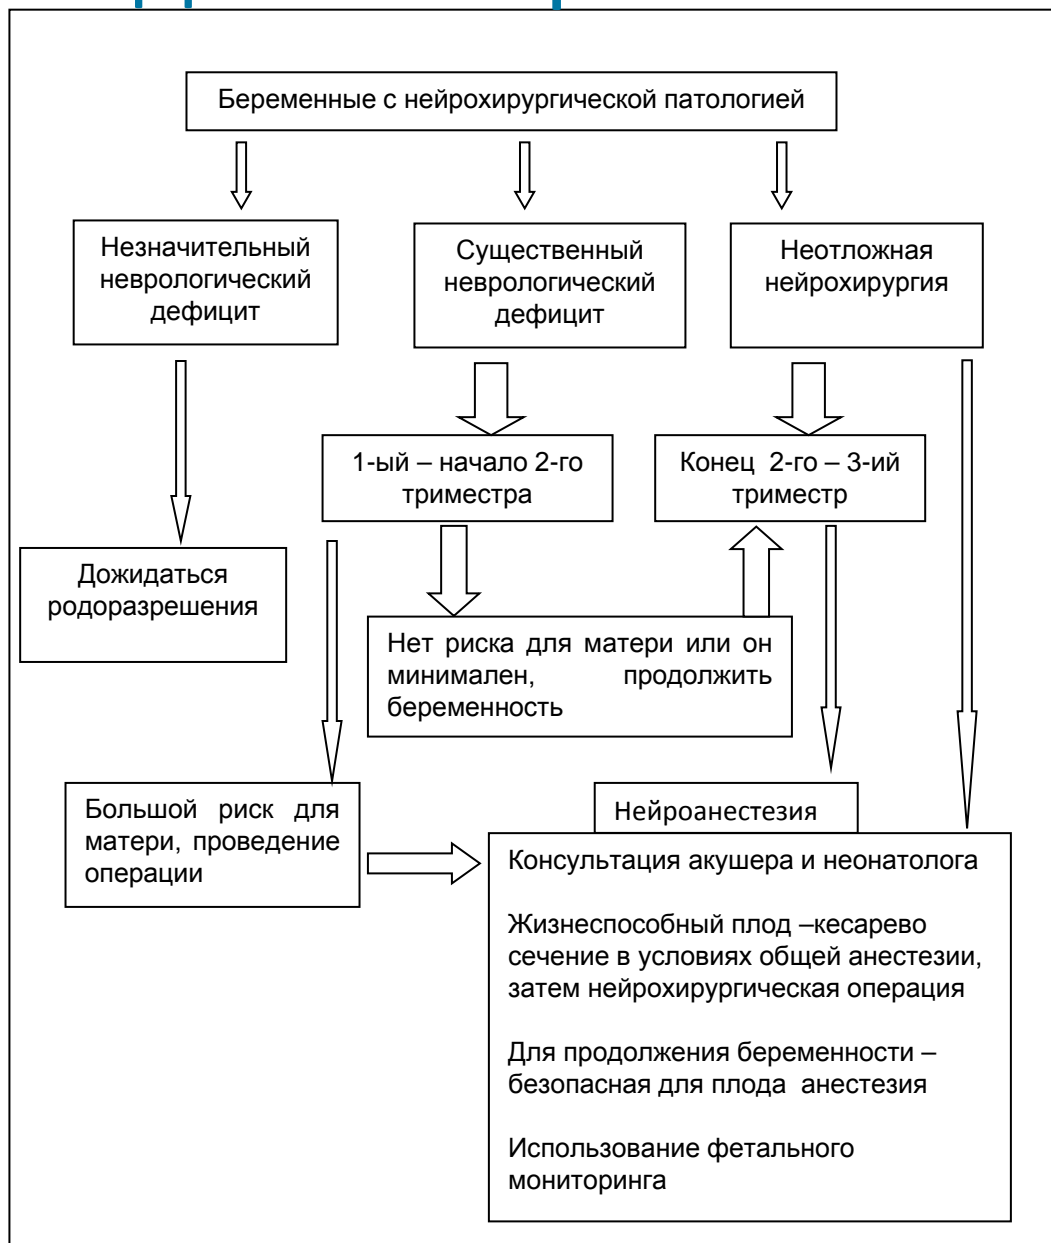 Беременные с нейрохирургической патологией
Незначительный
неврологический
дефицит
Существенный
неврологический
дефицит
Неотложная
нейрохирургия
1-ый – начало 2-го
триместра
Конец 2-го – 3-ий
триместр
Дожидаться
родоразрешения
Нет риска для матери или он
минимален, продолжить
беременность
Большой риск для
матери, проведение
операции
Нейроанестезия
Консультация акушера и неонатолога
Жизнеспособный плод –кесарево
сечение в условиях общей анестезии,
затем нейрохирургическая операция
Для продолжения беременности –
безопасная для плода анестезия
Использование фетального
мониторинга